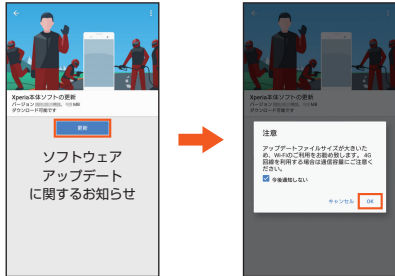 Xperia本体ソフトの更新
バージョン
MB
ダウンロード可能です
更新
ソフトウェア
アップデート
に関するお知らせ
Xperia本体ソフトの更新
バージョン
MB
ダウンロード可能です
注意
アップデートファイルサイズが大きいた
め、Wi-Fiのご利用をお勧め致します。4G
回線を利用する場合は通信容量にご注意く
ださい。
今後通知しない
キャンセル OK